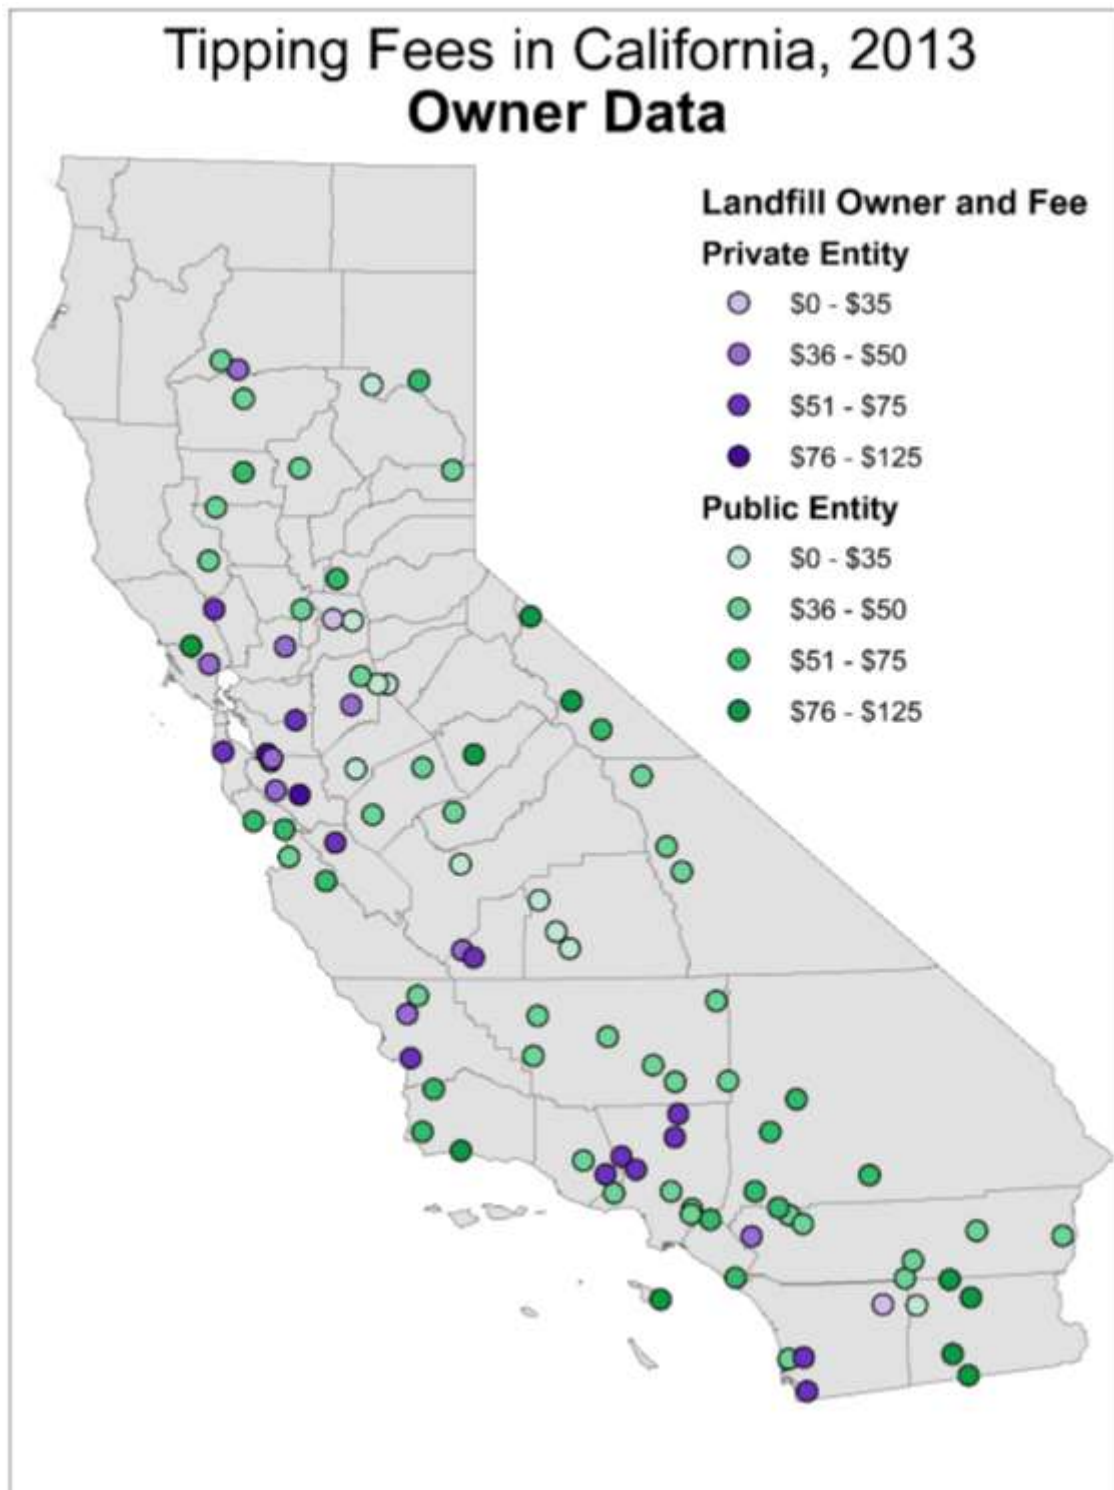 Tipping Fees in California, 2013
Owner Data
Landfill Owner and Fee
Private Entity
$0 - $35
$36 - $50
$51 - $75
$76 - $125
Public Entity
$0 - $35
$36 - $50
$51 - $75
$76 - $125